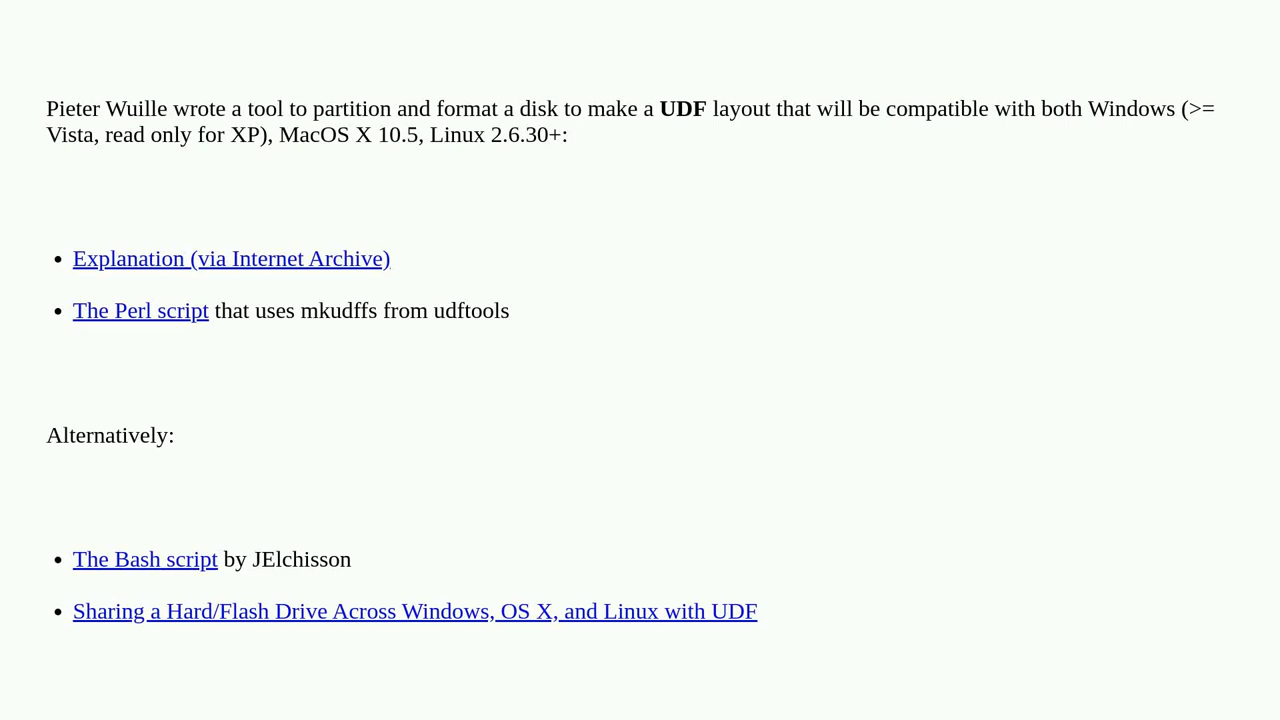 Pieter Wuille wrote a tool to partition and format a disk to make a UDF layout that will be compatible with both Windows (>=
Vista, read only for XP), MacOS X 10.5, Linux 2.6.30+:
• Explanation (via Internet Archive)
• The Perl script that uses mkudffs from udftools
Alternatively:
• The Bash script by JElchisson
• Sharing a Hard/Flash Drive Across Windows, OS X, and Linux with UDF